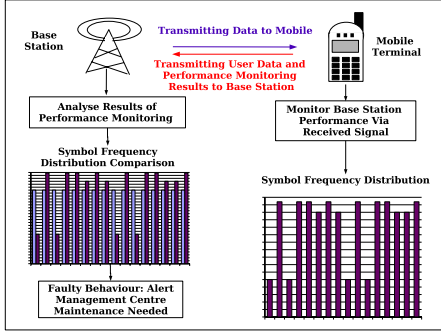 Base
Station
Transmitting Data to Mobile
Mobile
Terminal
Transmitting User Data and
Performance Monitoring
Results to Base Station
Analyse Results of
Performance Monitoring
Monitor Base Station
Performance Via
Received Signal
Symbol Frequency
Distribution Comparison
Symbol Frequency Distribution
Faulty Behaviour: Alert
Management Centre
Maintenance Needed